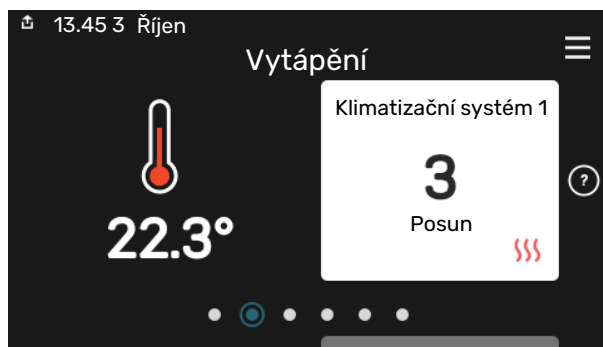 13.45 3 Říjen
Vytápění
Klimatizační systém 1
3
Posun
22.3°
?